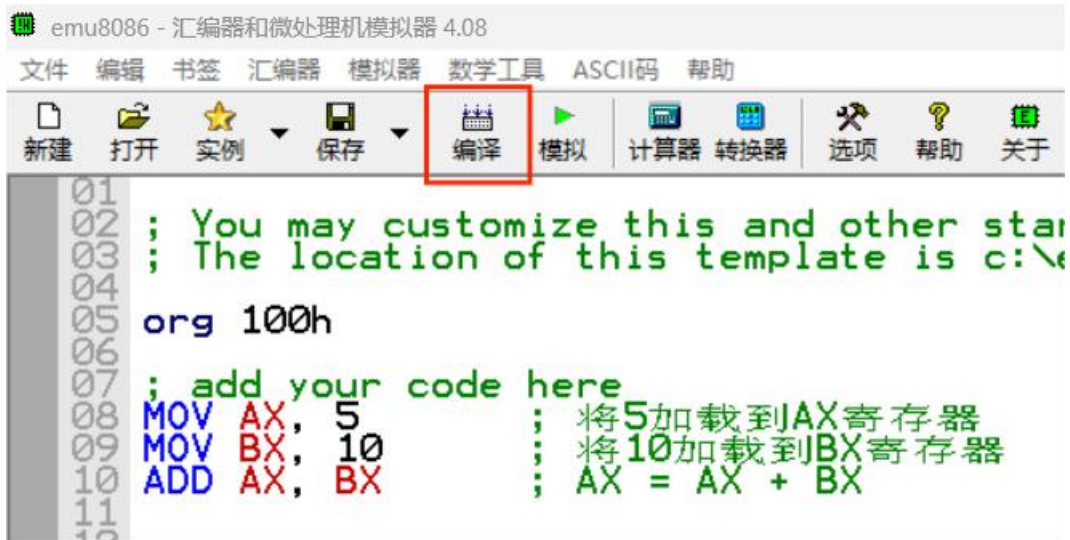 emu8086 - 汇编器和微处理机模拟器 4.08
文件 编辑 书签 汇编器 模拟器 数学工具 ASCII码 帮助
新建 打开 实例 保存 编译 模拟 计算器 转换器 选项 帮助 关于
01
02 ; You may customize this and other star
03 ; The location of this template is c:\e
04
05 org 100h
06
07 ; add your code here
08 MOV AX, 5 ; 将5加载到AX寄存器
09 MOV BX, 10 ; 将10加载到BX寄存器
10 ADD AX, BX ; AX = AX + BX
11